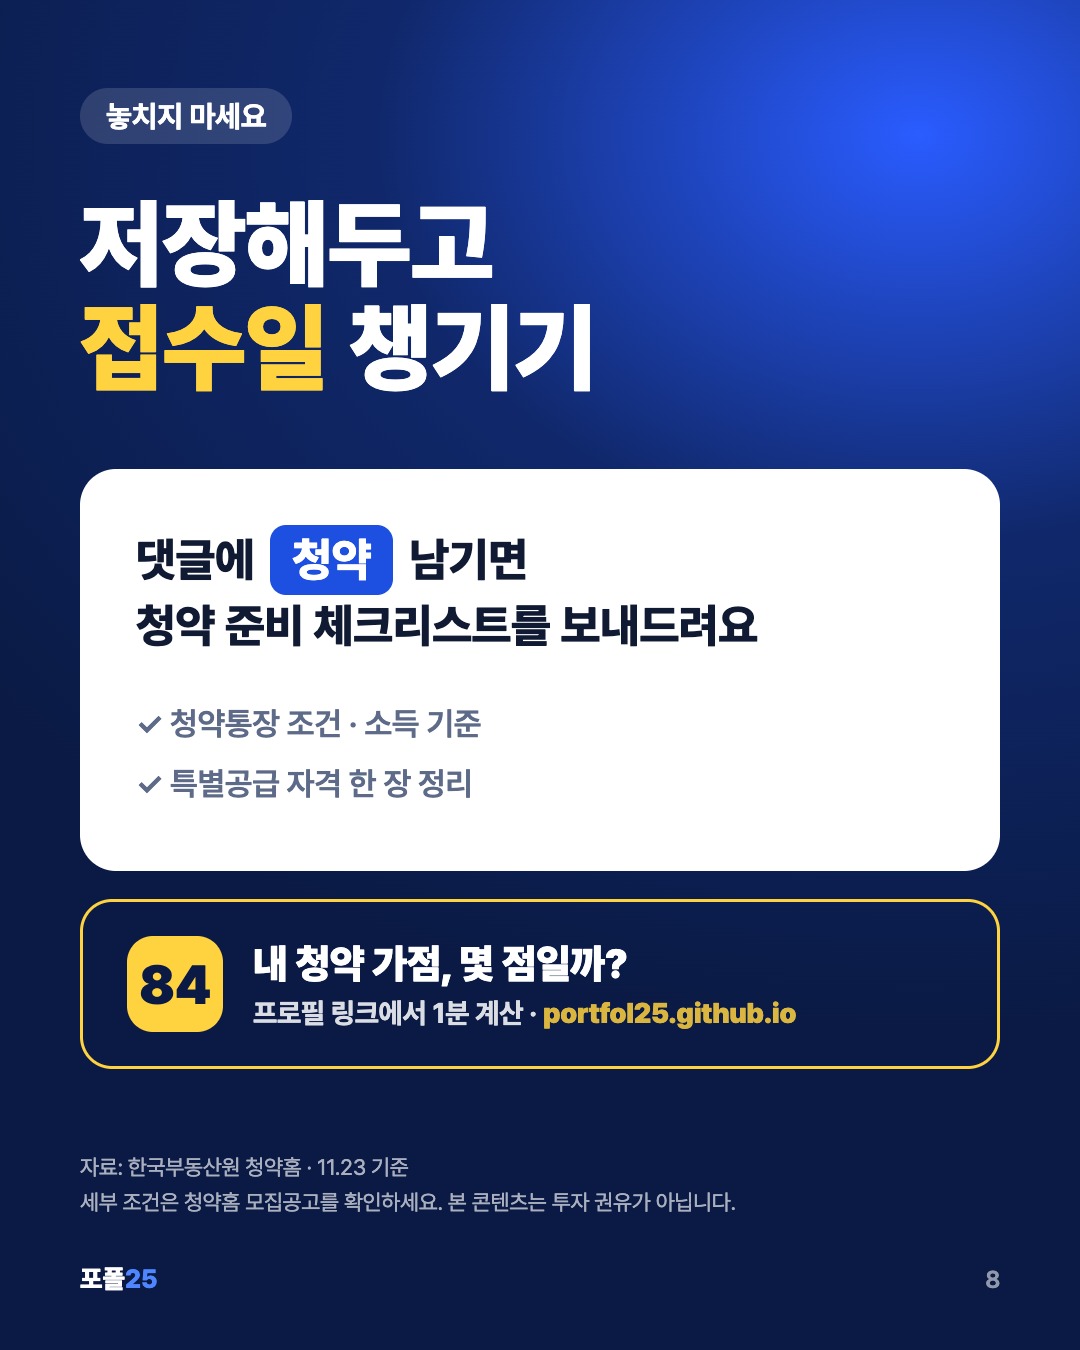 놓치지 마세요
저장해두고
접수일 챙기기
댓글에 청약 남기면
청약 준비 체크리스트를 보내드려요
✓ 청약통장 조건 · 소득 기준
✓ 특별공급 자격 한 장 정리
84
내 청약 가점, 몇 점일까?
프로필 링크에서 1분 계산 · portfol25.github.io
자료: 한국부동산원 청약홈 · 11.23 기준
세부 조건은 청약홈 모집공고를 확인하세요. 본 콘텐츠는 투자 권유가 아닙니다.
포폴25
8